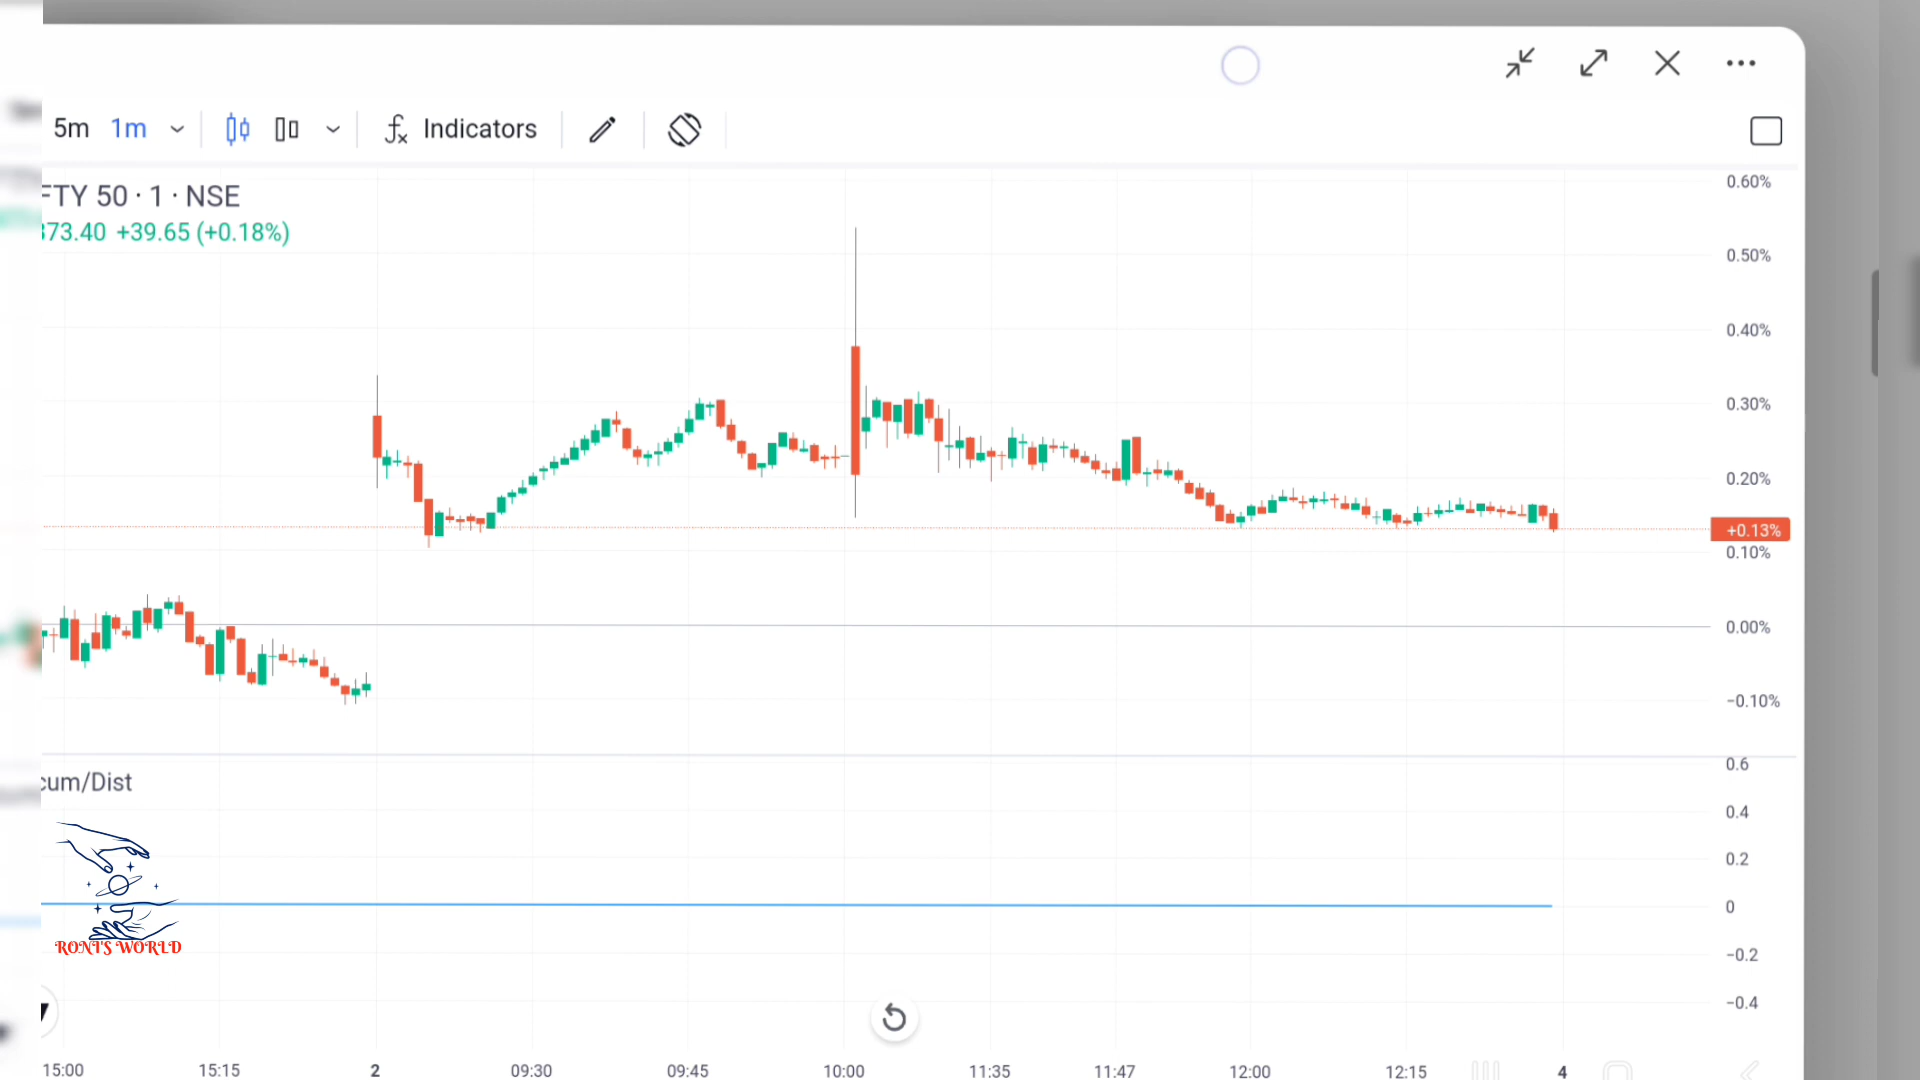 5m 1m Indicators
FTY 50 · 1 · NSE
373.40 +39.65 (+0.18%)
0.60%
0.50%
0.40%
0.30%
0.20%
+0.13%
0.10%
0.00%
−0.10%
cum/Dist
0.6
0.4
0.2
0
−0.2
−0.4
RONI'S WORLD
15:00 15:15 2 09:30 09:45 10:00 11:35 11:47 12:00 12:15 4